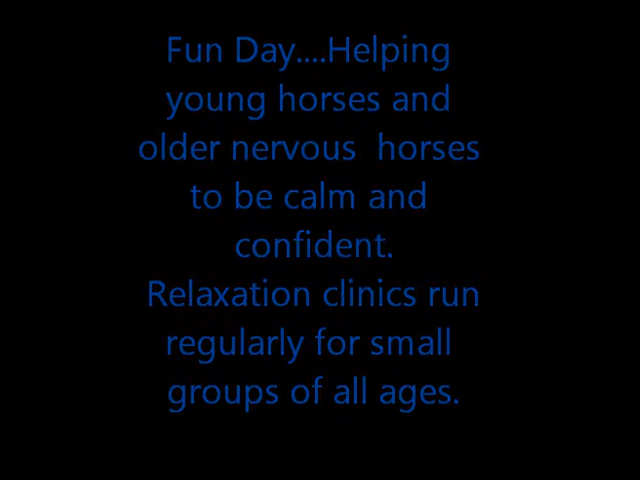 Fun Day....Helping
young horses and
older nervous  horses
to be calm and
confident.
Relaxation clinics run
regularly for small
groups of all ages.